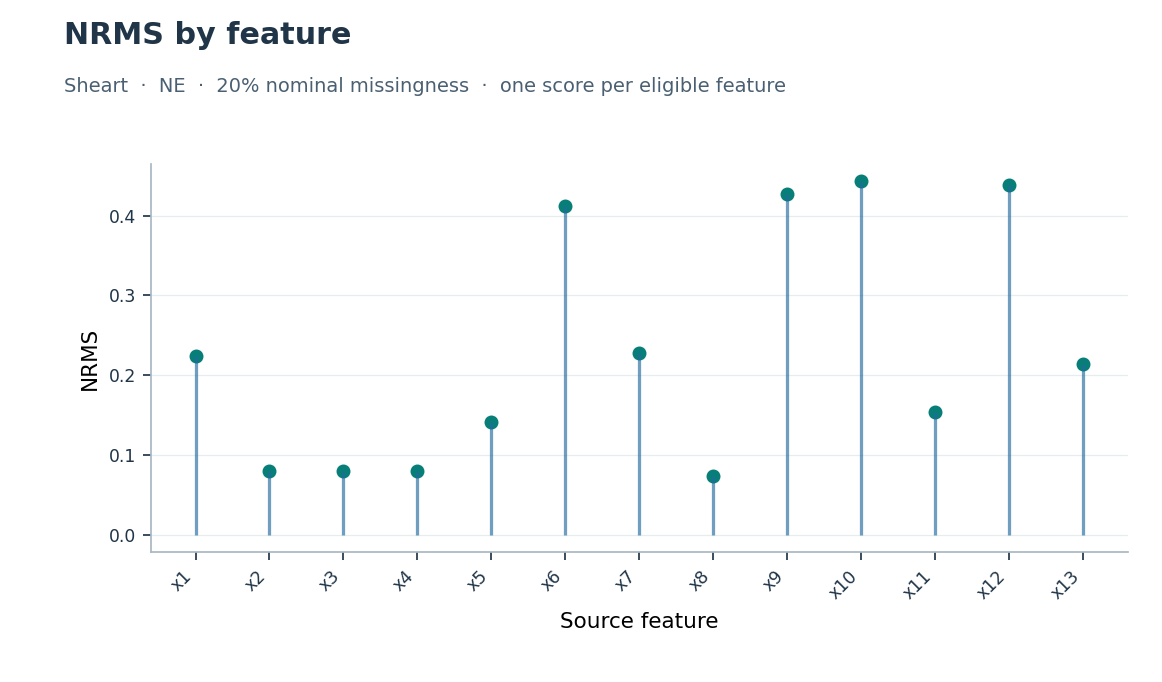 NRMS by feature
Sheart · NE · 20% nominal missingness · one score per eligible feature
0.4
0.3
0.2
0.1
0.0
NRMS
x1 x2 x3 x4 x5 x6 x7 x8 x9 x10 x11 x12 x13
Source feature